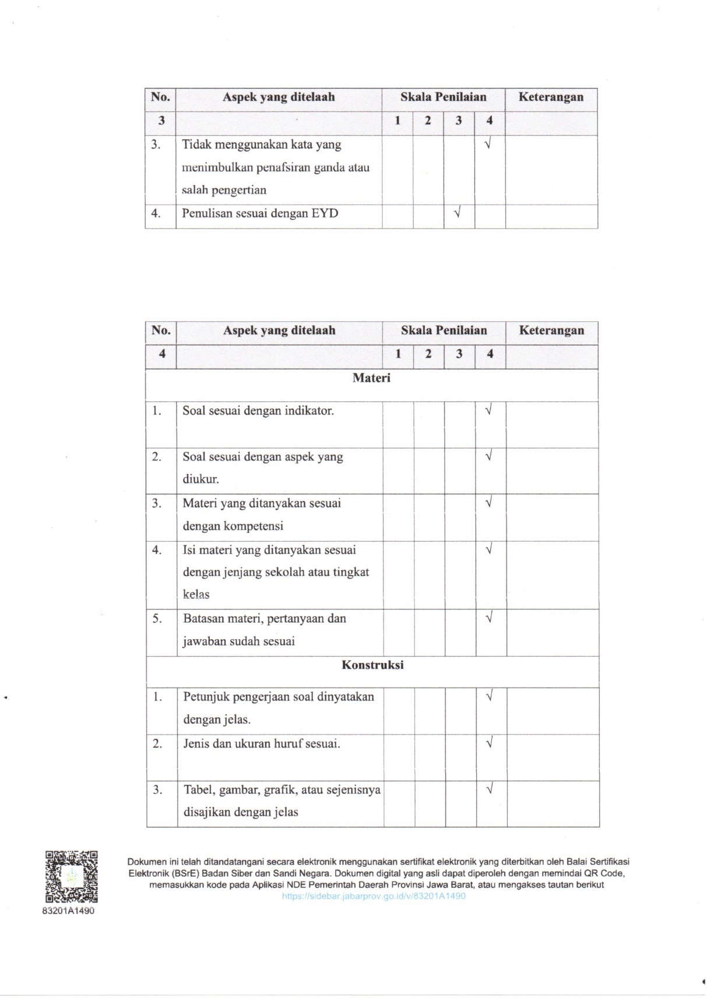 No. Aspek yang ditelaah Skala Penilaian Keterangan
3 1 2 3 4
3. Tidak menggunakan kata yang √
menimbulkan penafsiran ganda atau
salah pengertian
4. Penulisan sesuai dengan EYD √
No. Aspek yang ditelaah Skala Penilaian Keterangan
4 1 2 3 4
Materi
1. Soal sesuai dengan indikator. √
2. Soal sesuai dengan aspek yang √
diukur.
3. Materi yang ditanyakan sesuai √
dengan kompetensi
4. Isi materi yang ditanyakan sesuai √
dengan jenjang sekolah atau tingkat
kelas
5. Batasan materi, pertanyaan dan √
jawaban sudah sesuai
Konstruksi
1. Petunjuk pengerjaan soal dinyatakan √
dengan jelas.
2. Jenis dan ukuran huruf sesuai. √
3. Tabel, gambar, grafik, atau sejenisnya √
disajikan dengan jelas
Dokumen ini telah ditandatangani secara elektronik menggunakan sertifikat elektronik yang diterbitkan oleh Balai Sertifikasi
Elektronik (BSrE) Badan Siber dan Sandi Negara. Dokumen digital yang asli dapat diperoleh dengan memindai QR Code,
memasukkan kode pada Aplikasi NDE Pemerintah Daerah Provinsi Jawa Barat, atau mengakses tautan berikut
https://sidebar.jabarprov.go.id/v/83201A1490
83201A1490